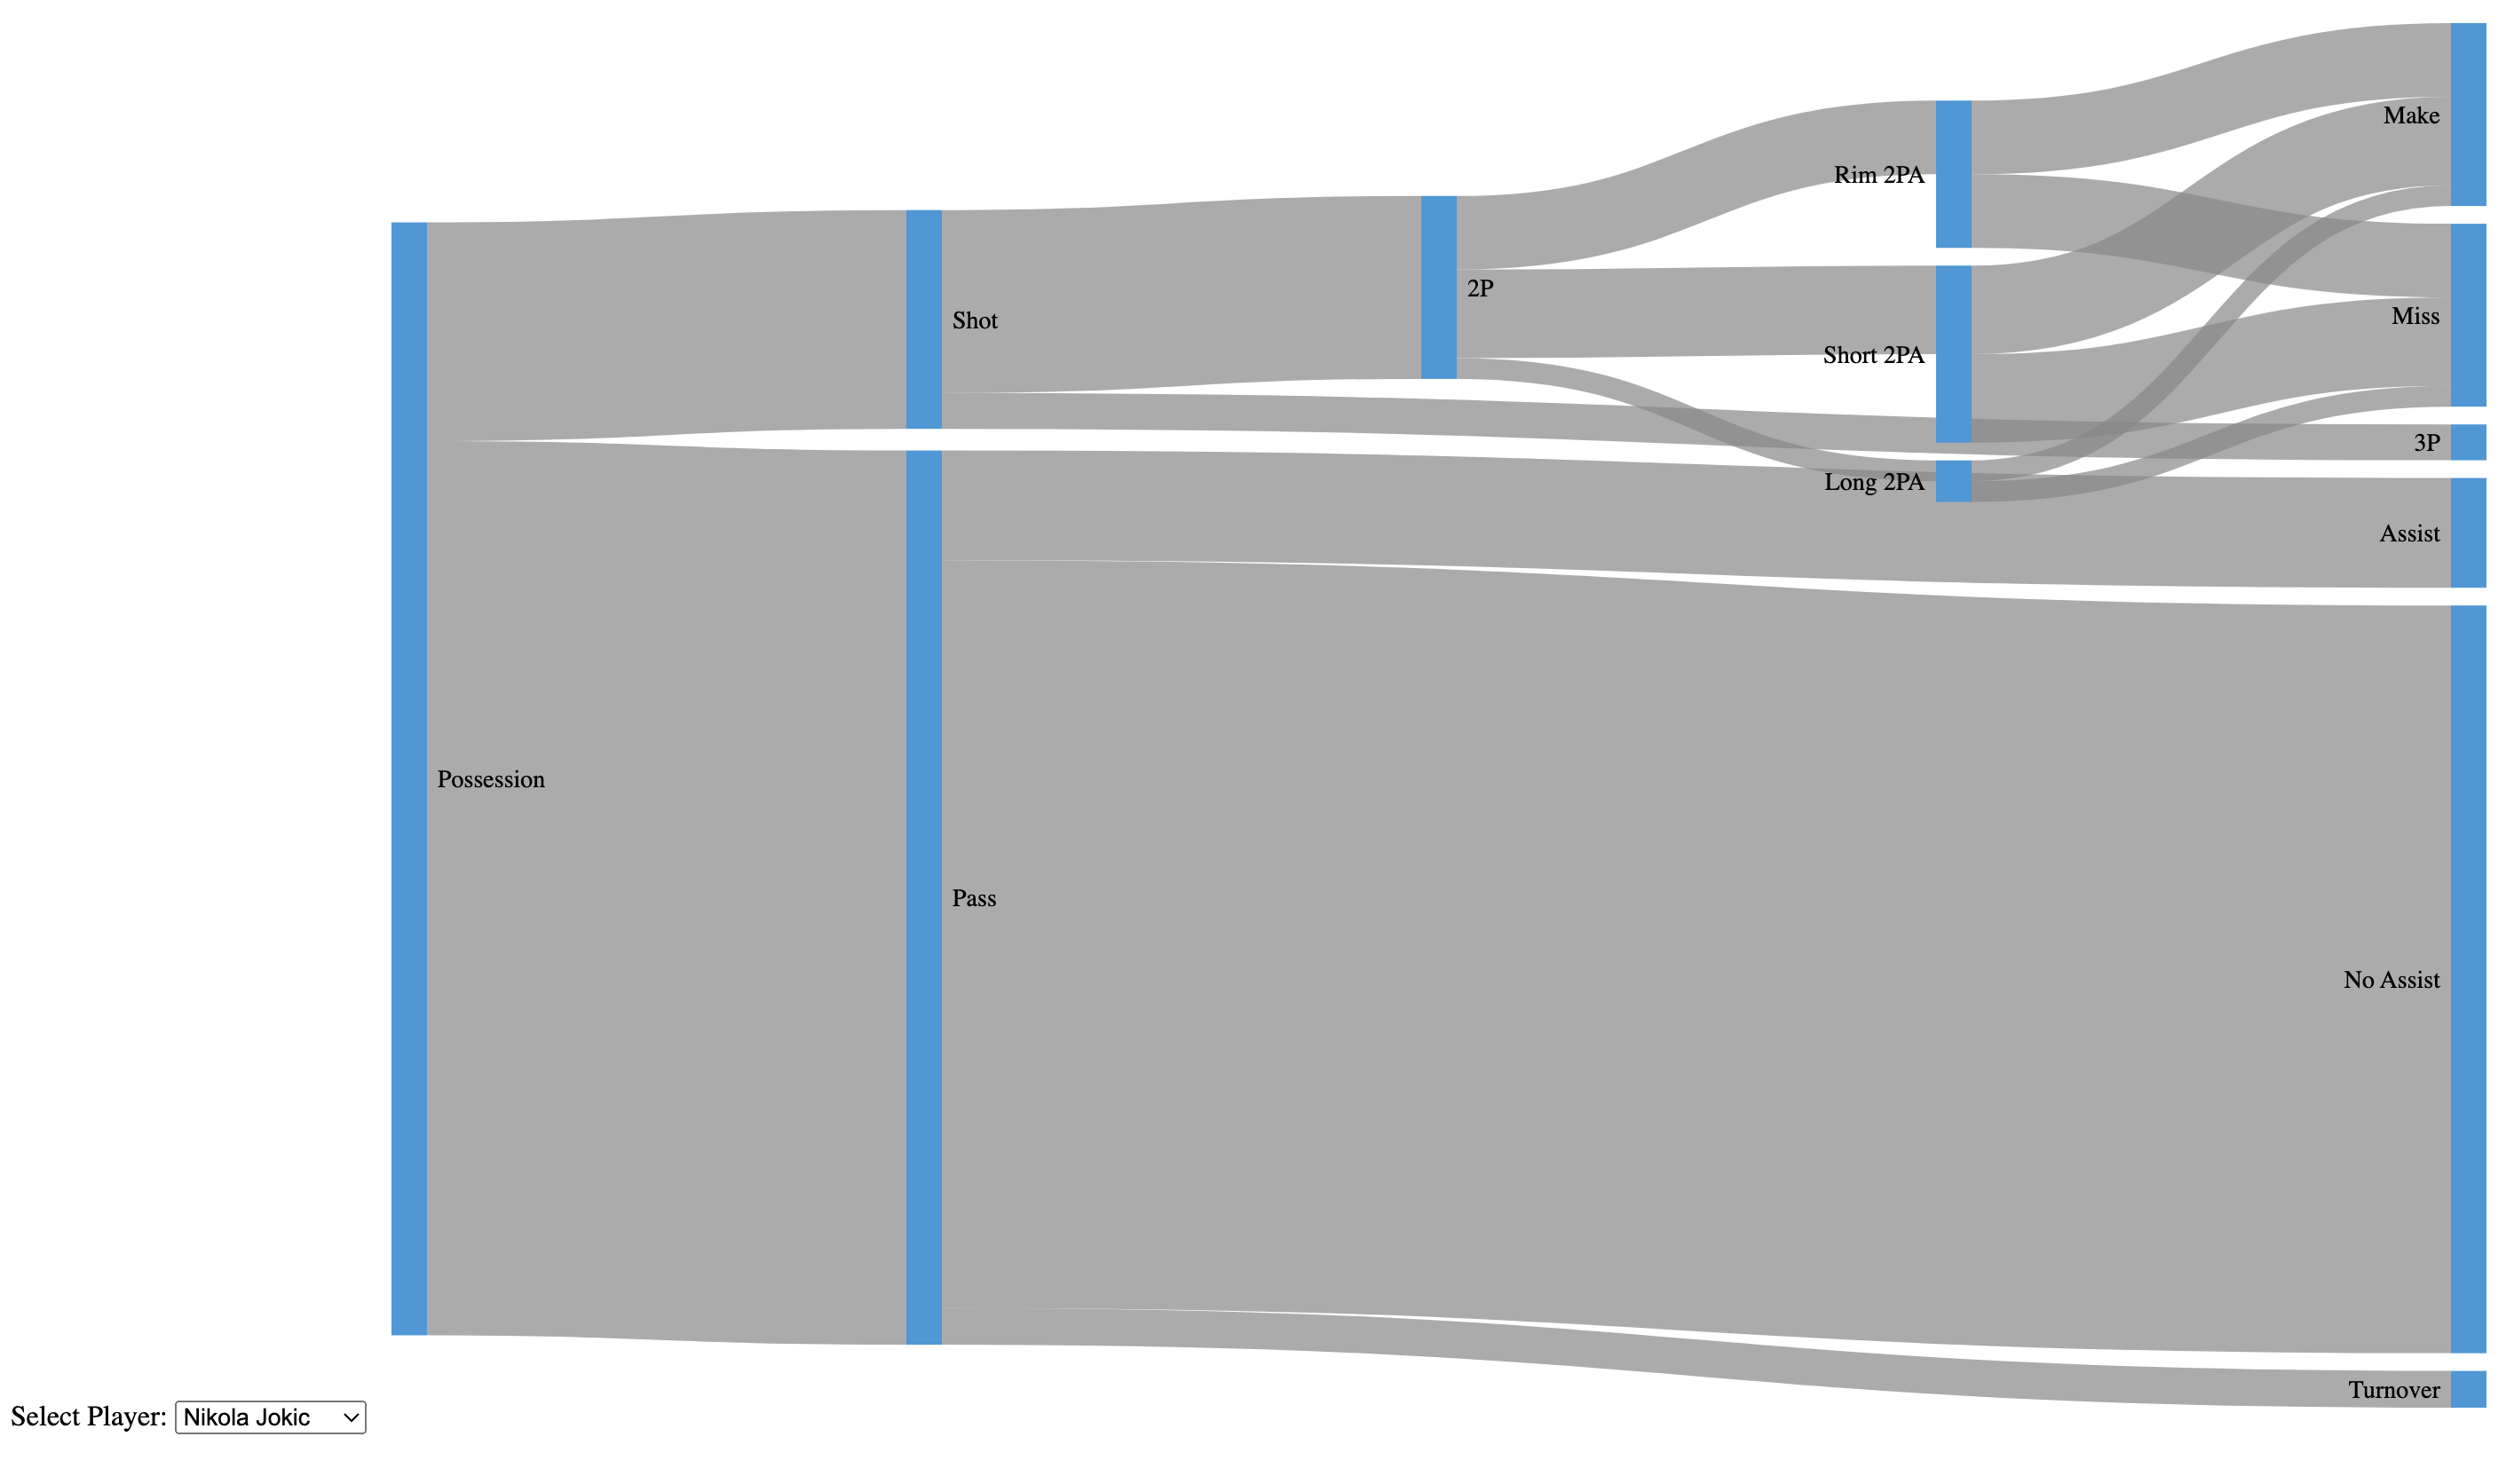 Make
Rim 2PA
2P
Miss
Shot
Short 2PA
3P
Long 2PA
Assist
Possession
Pass
No Assist
Turnover
Select Player: Nikola Jokic